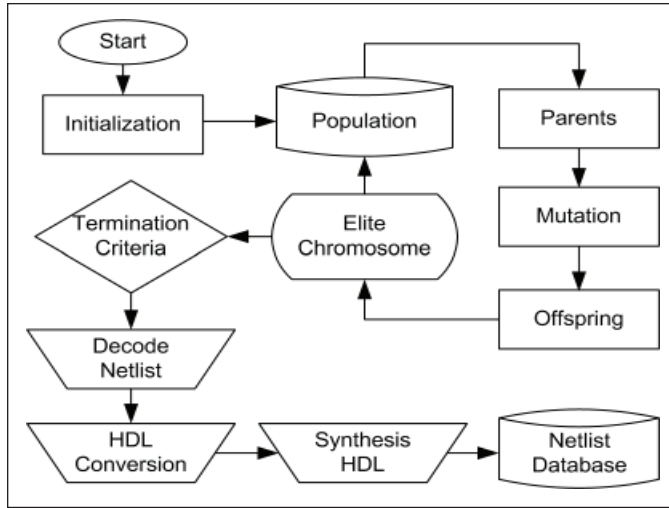 Start
Initialization
Population
Parents
Mutation
Offspring
Elite
Chromosome
Termination
Criteria
Decode
Netlist
HDL
Conversion
Synthesis
HDL
Netlist
Database